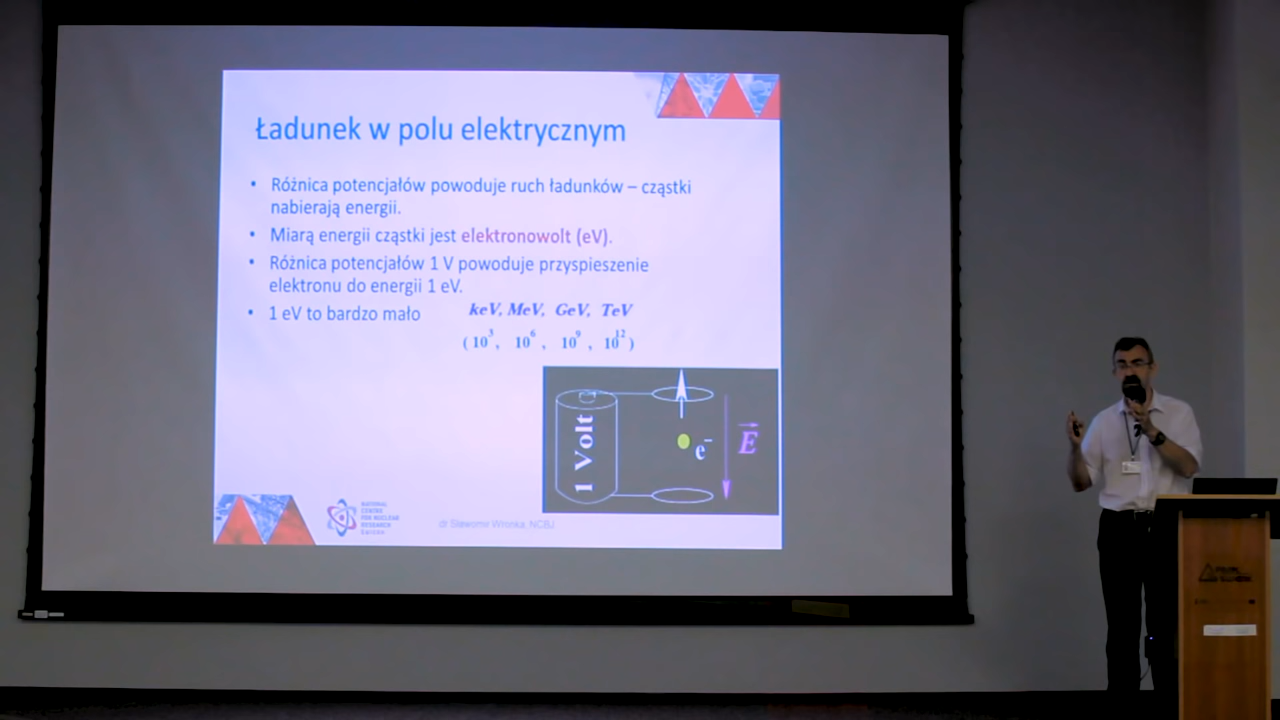 Ładunek w polu elektrycznym
• Różnica potencjałów powoduje ruch ładunków – cząstki
nabierają energii.
• Miarą energii cząstki jest elektronowolt (eV).
• Różnica potencjałów 1 V powoduje przyspieszenie
elektronu do energii 1 eV.
• 1 eV to bardzo mało
keV, MeV, GeV, TeV
(10³, 10⁶, 10⁹, 10¹²)
1 Volt
e⁻
E
NATIONAL
CENTRE
FOR NUCLEAR
RESEARCH
dr Sławomir Wronka, NCBJ